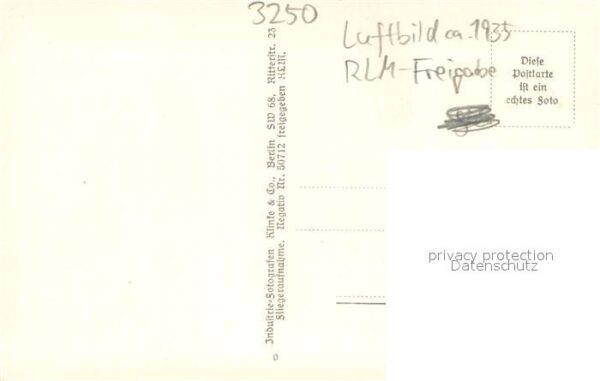 3250
Luftbild ca. 1935
RLM-Freigabe
Diese
Postkarte
ist ein
echtes Foto
Industrie-Fotografen Klinke & Co., Berlin SW 68, Ritterstr. 23
Fliegeraufnahme. Negativ Nr. 50712 freigegeben RLM.
privacy protection
Datenschutz